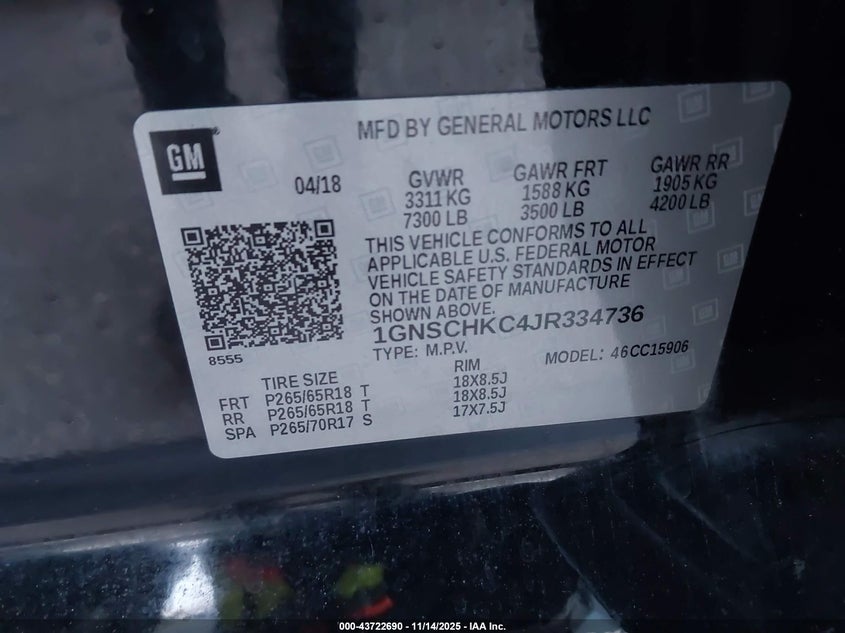 MFD BY GENERAL MOTORS LLC
GM®
04/18
GVWR
3311 KG
7300 LB
GAWR FRT
1588 KG
3500 LB
GAWR RR
1905 KG
4200 LB
THIS VEHICLE CONFORMS TO ALL
APPLICABLE U.S. FEDERAL MOTOR
VEHICLE SAFETY STANDARDS IN EFFECT
ON THE DATE OF MANUFACTURE
SHOWN ABOVE.
1GNSCHKC4JR334736
8555
TYPE: M.P.V. MODEL: 46CC15906
TIRE SIZE RIM
FRT P265/65R18 T 18X8.5J
RR P265/65R18 T 18X8.5J
SPA P265/70R17 S 17X7.5J
000-43722690 - 11/14/2025 - IAA Inc.